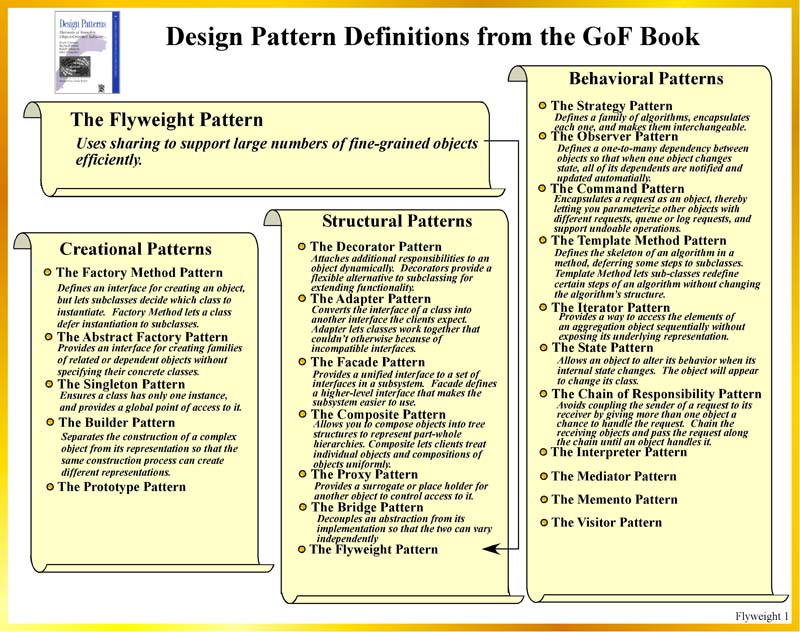 Design Patterns
Design Pattern Definitions from the GoF Book
The Flyweight Pattern
Uses sharing to support large numbers of fine-grained objects
efficiently.
Creational Patterns
The Factory Method Pattern
Defines an interface for creating an object,
but lets subclasses decide which class to
instantiate. Factory Method lets a class
defer instantiation to subclasses.
The Abstract Factory Pattern
Provides an interface for creating families
of related or dependent objects without
specifying their concrete classes.
The Singleton Pattern
Ensures a class has only one instance,
and provides a global point of access to it.
The Builder Pattern
Separates the construction of a complex
object from its representation so that the
same construction process can create
different representations.
The Prototype Pattern
Structural Patterns
The Decorator Pattern
Attaches additional responsibilities to an
object dynamically. Decorators provide a
flexible alternative to subclassing for
extending functionality.
The Adapter Pattern
Converts the interface of a class into
another interface the clients expect.
Adapter lets classes work together that
couldn't otherwise because of
incompatible interfaces.
The Facade Pattern
Provides a unified interface to a set of
interfaces in a subsystem. Facade defines
a higher-level interface that makes the
subsystem easier to use.
The Composite Pattern
Allows you to compose objects into tree
structures to represent part-whole
hierarchies. Composite lets clients treat
individual objects and compositions of
objects uniformly.
The Proxy Pattern
Provides a surrogate or place holder for
another object to control access to it.
The Bridge Pattern
Decouples an abstraction from its
implementation so that the two can vary
independently
The Flyweight Pattern
Behavioral Patterns
The Strategy Pattern
Defines a family of algorithms, encapsulates
each one, and makes them interchangeable.
The Observer Pattern
Defines a one-to-many dependency between
objects so that when one object changes
state, all of its dependents are notified and
updated automatically.
The Command Pattern
Encapsulates a request as an object, thereby
letting you parameterize other objects with
different requests, queue or log requests, and
support undoable operations.
The Template Method Pattern
Defines the skeleton of an algorithm in a
method, deferring some steps to subclasses.
Template Method lets sub-classes redefine
certain steps of an algorithm without changing
the algorithm's structure.
The Iterator Pattern
Provides a way to access the elements of
an aggregation object sequentially without
exposing its underlying representation.
The State Pattern
Allows an object to alter its behavior when its
internal state changes. The object will appear
to change its class.
The Chain of Responsibility Pattern
Avoids coupling the sender of a request to its
receiver by giving more than one object a
chance to handle the request. Chain the
receiving objects and pass the request along
the chain until an object handles it.
The Interpreter Pattern
The Mediator Pattern
The Memento Pattern
The Visitor Pattern
Flyweight 1